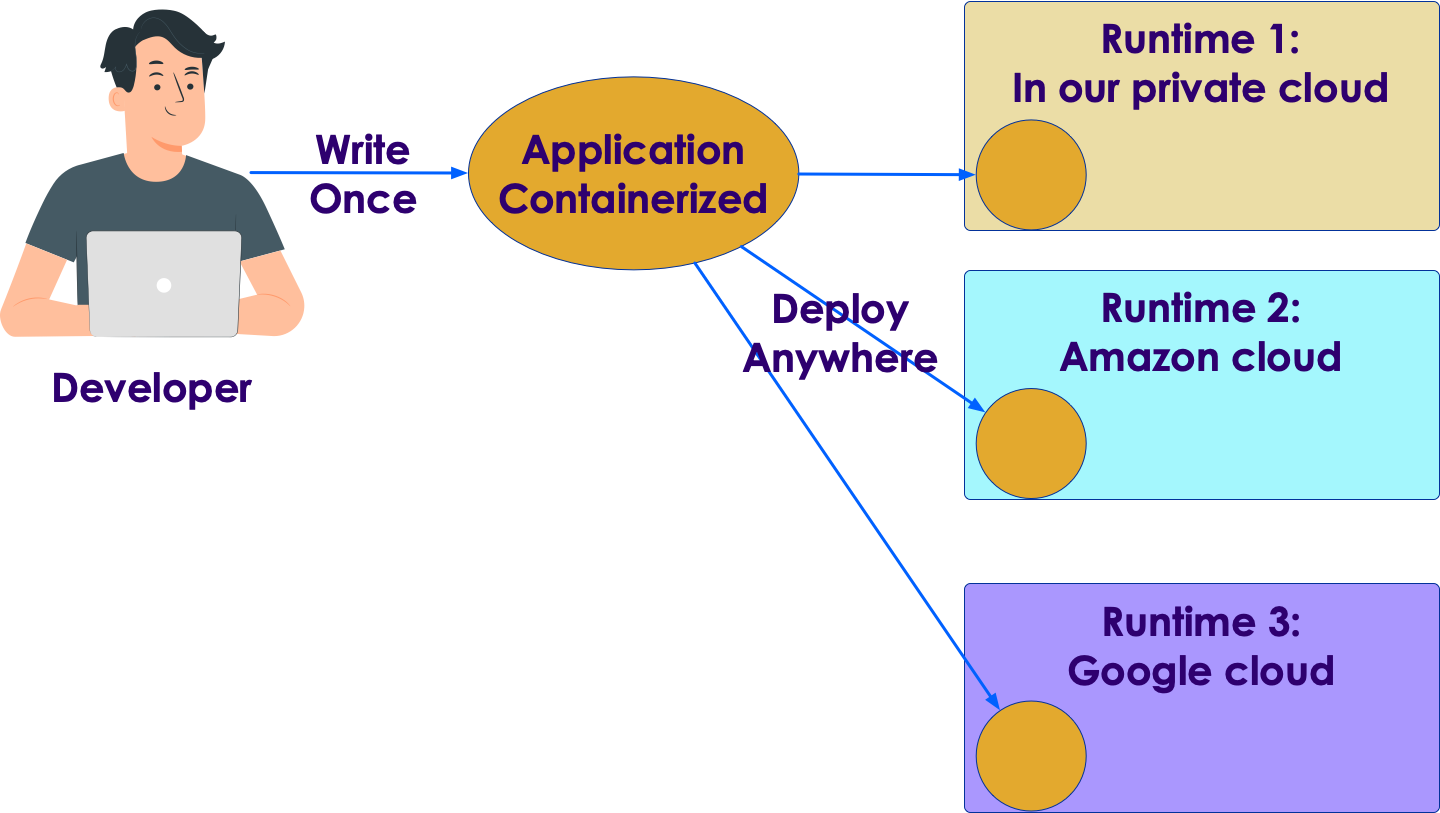 Write
Once
Developer
Application
Containerized
Deploy
Anywhere
Runtime 1:
In our private cloud
Runtime 2:
Amazon cloud
Runtime 3:
Google cloud